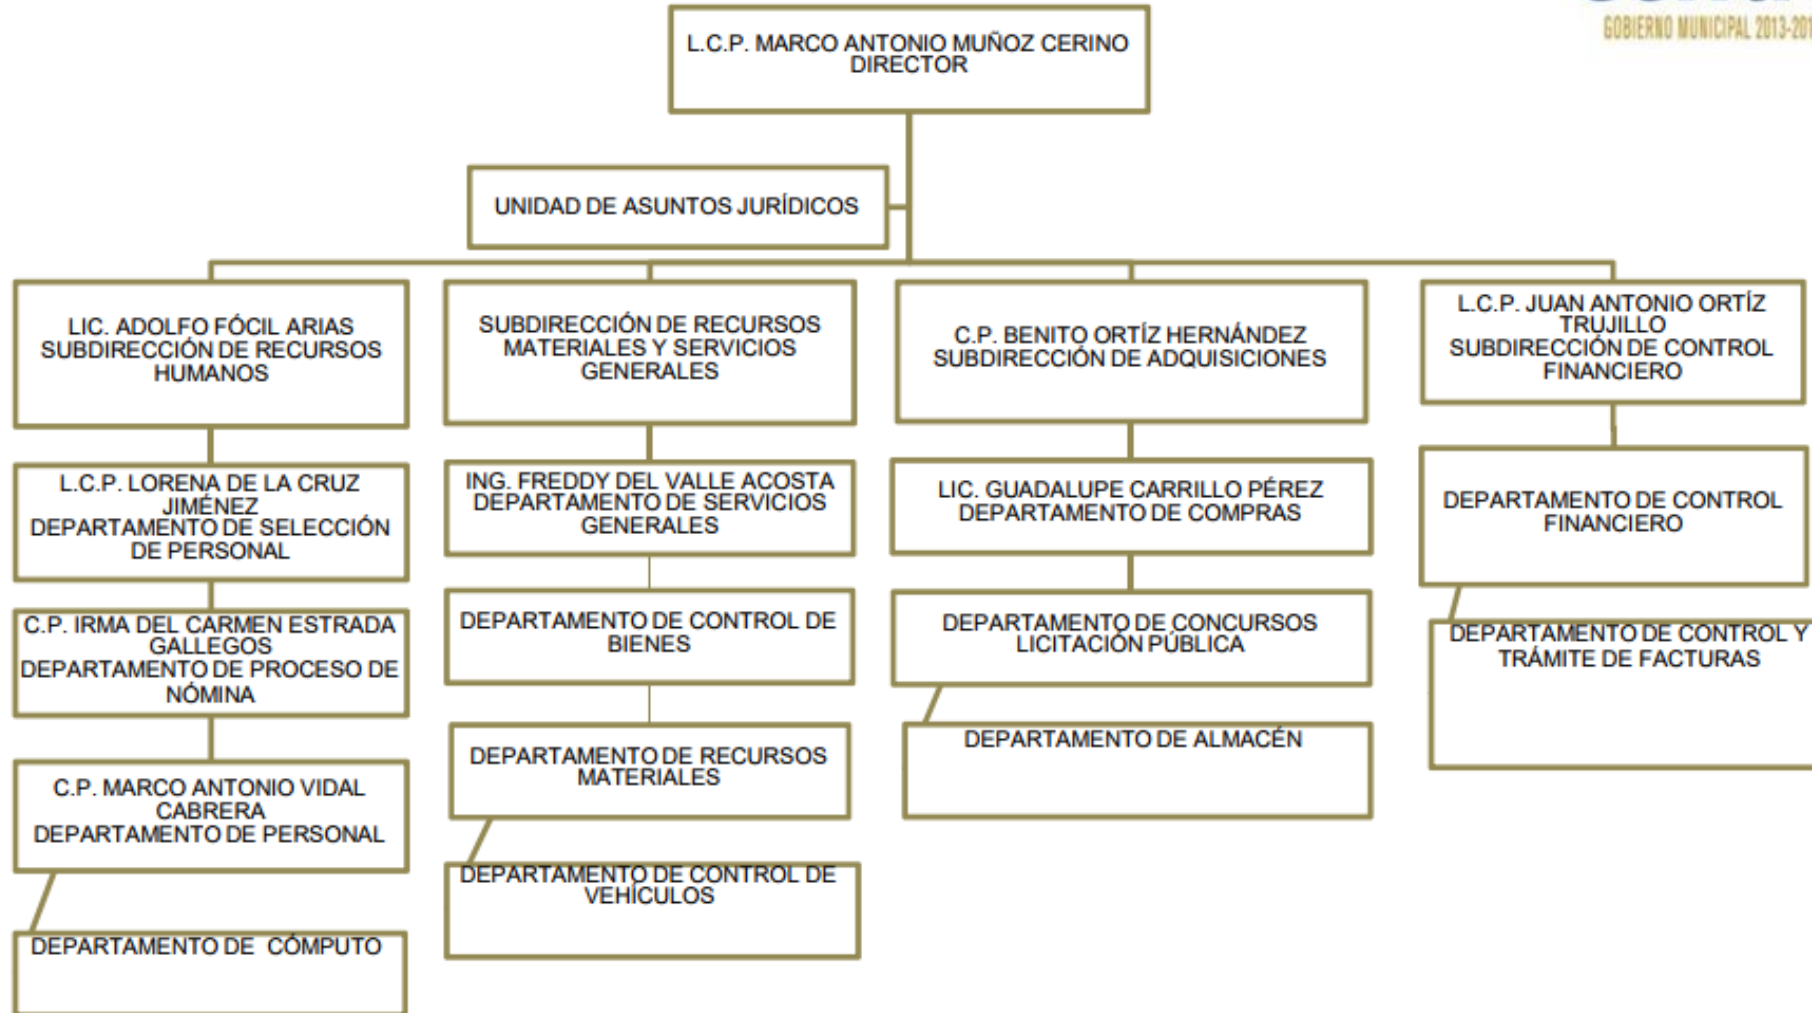 GOBIERNO MUNICIPAL 2013-201
L.C.P. MARCO ANTONIO MUÑOZ CERINO
DIRECTOR
UNIDAD DE ASUNTOS JURÍDICOS
LIC. ADOLFO FÓCIL ARIAS
SUBDIRECCIÓN DE RECURSOS
HUMANOS
L.C.P. LORENA DE LA CRUZ
JIMÉNEZ
DEPARTAMENTO DE SELECCIÓN
DE PERSONAL
C.P. IRMA DEL CARMEN ESTRADA
GALLEGOS
DEPARTAMENTO DE PROCESO DE
NÓMINA
C.P. MARCO ANTONIO VIDAL
CABRERA
DEPARTAMENTO DE PERSONAL
DEPARTAMENTO DE CÓMPUTO
SUBDIRECCIÓN DE RECURSOS
MATERIALES Y SERVICIOS
GENERALES
ING. FREDDY DEL VALLE ACOSTA
DEPARTAMENTO DE SERVICIOS
GENERALES
DEPARTAMENTO DE CONTROL DE
BIENES
DEPARTAMENTO DE RECURSOS
MATERIALES
DEPARTAMENTO DE CONTROL DE
VEHÍCULOS
C.P. BENITO ORTÍZ HERNÁNDEZ
SUBDIRECCIÓN DE ADQUISICIONES
LIC. GUADALUPE CARRILLO PÉREZ
DEPARTAMENTO DE COMPRAS
DEPARTAMENTO DE CONCURSOS
LICITACIÓN PÚBLICA
DEPARTAMENTO DE ALMACÉN
L.C.P. JUAN ANTONIO ORTÍZ
TRUJILLO
SUBDIRECCIÓN DE CONTROL
FINANCIERO
DEPARTAMENTO DE CONTROL
FINANCIERO
DEPARTAMENTO DE CONTROL Y
TRÁMITE DE FACTURAS